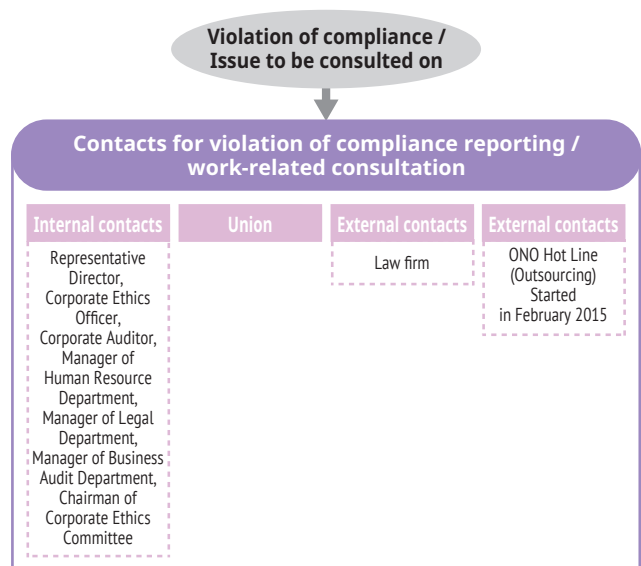 Violation of compliance /
Issue to be consulted on
Contacts for violation of compliance reporting /
work-related consultation
Internal contacts
Representative
Director,
Corporate Ethics
Officer,
Corporate Auditor,
Manager of
Human Resource
Department,
Manager of Legal
Department,
Manager of Business
Audit Department,
Chairman of
Corporate Ethics
Committee
Union
External contacts
Law firm
External contacts
ONO Hot Line
(Outsourcing)
Started
in February 2015